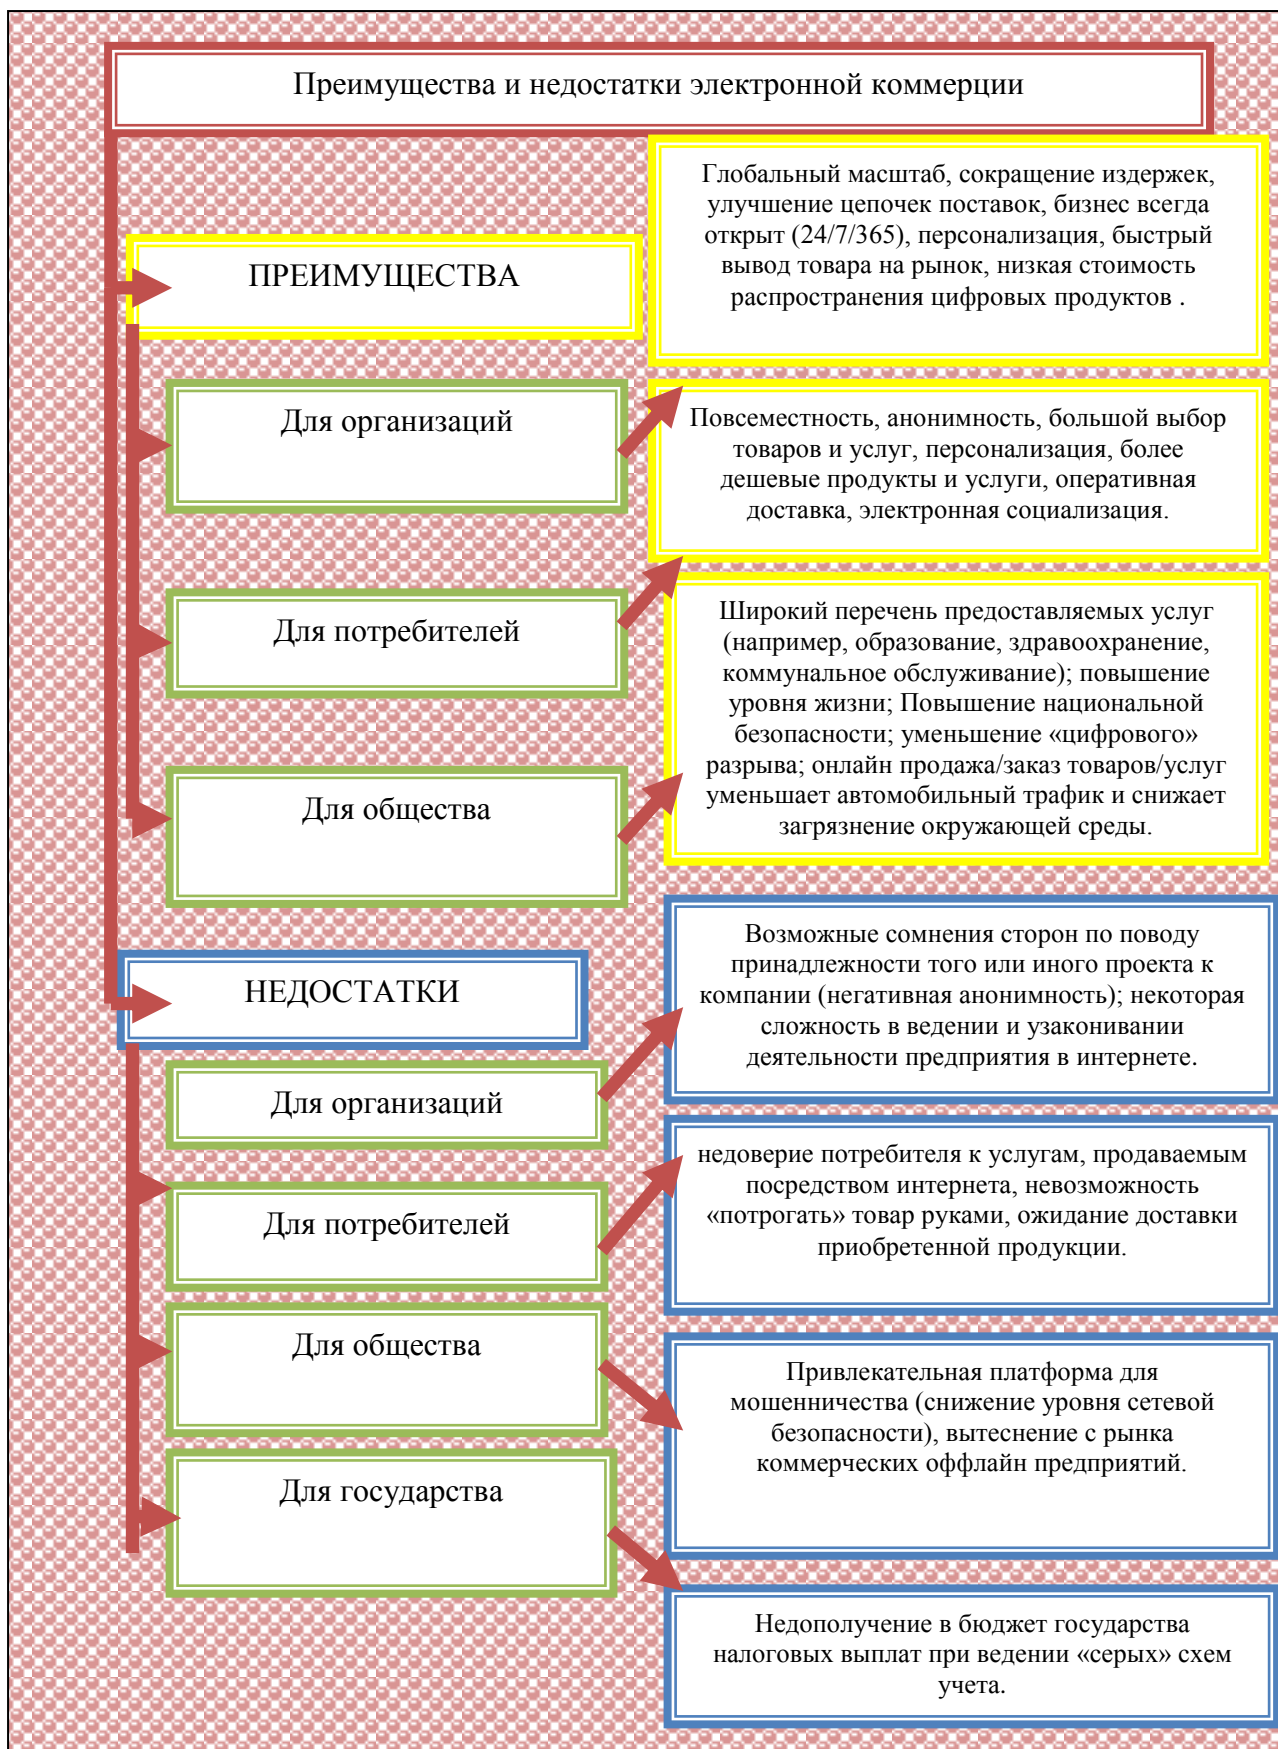 Преимущества и недостатки электронной коммерции
ПРЕИМУЩЕСТВА
Глобальный масштаб, сокращение издержек,
улучшение цепочек поставок, бизнес всегда
открыт (24/7/365), персонализация, быстрый
вывод товара на рынок, низкая стоимость
распространения цифровых продуктов .
Для организаций
Повсеместность, анонимность, большой выбор
товаров и услуг, персонализация, более
дешевые продукты и услуги, оперативная
доставка, электронная социализация.
Для потребителей
Широкий перечень предоставляемых услуг
(например, образование, здравоохранение,
коммунальное обслуживание); повышение
уровня жизни; Повышение национальной
безопасности; уменьшение «цифрового»
разрыва; онлайн продажа/заказ товаров/услуг
уменьшает автомобильный трафик и снижает
загрязнение окружающей среды.
Для общества
НЕДОСТАТКИ
Возможные сомнения сторон по поводу
принадлежности того или иного проекта к
компании (негативная анонимность); некоторая
сложность в ведении и узаконивании
деятельности предприятия в интернете.
Для организаций
недоверие потребителя к услугам, продаваемым
посредством интернета, невозможность
«потрогать» товар руками, ожидание доставки
приобретенной продукции.
Для потребителей
Для общества
Привлекательная платформа для
мошенничества (снижение уровня сетевой
безопасности), вытеснение с рынка
коммерческих оффлайн предприятий.
Для государства
Недополучение в бюджет государства
налоговых выплат при ведении «серых» схем
учета.